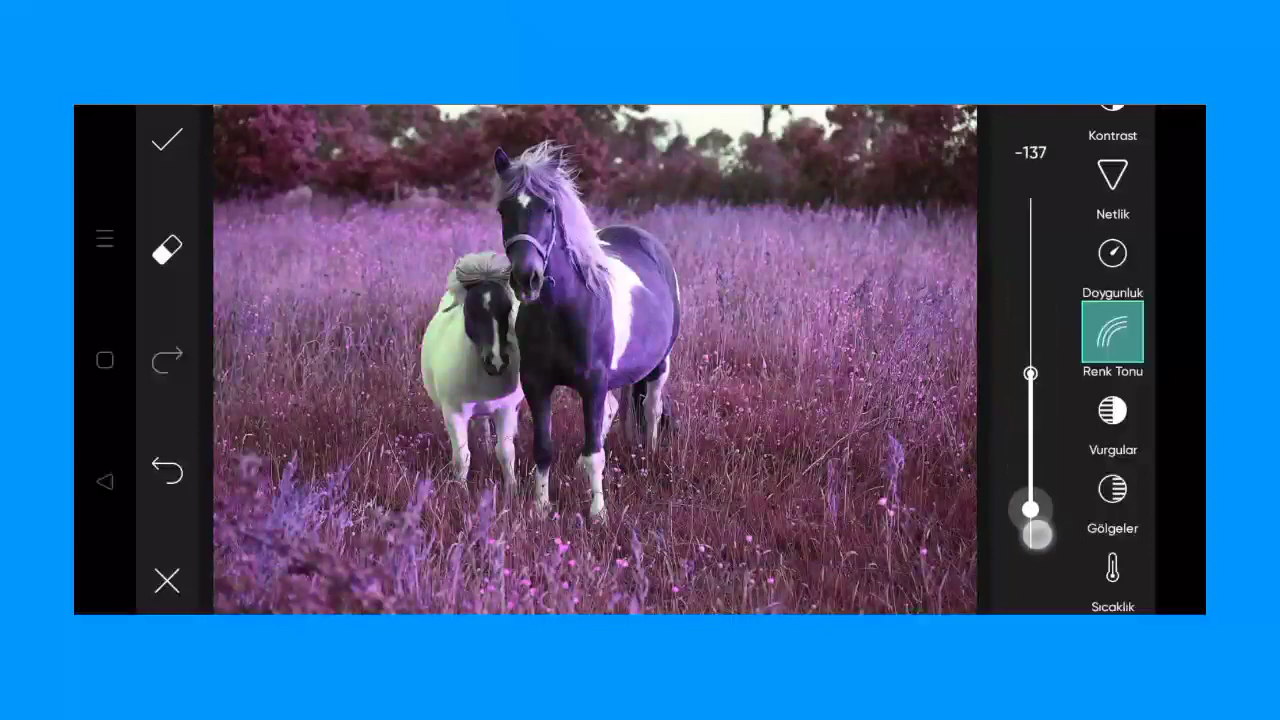 Kontrast
-137
Netlik
Doygunluk
Renk Tonu
Vurgular
Gölgeler
Sıcaklık